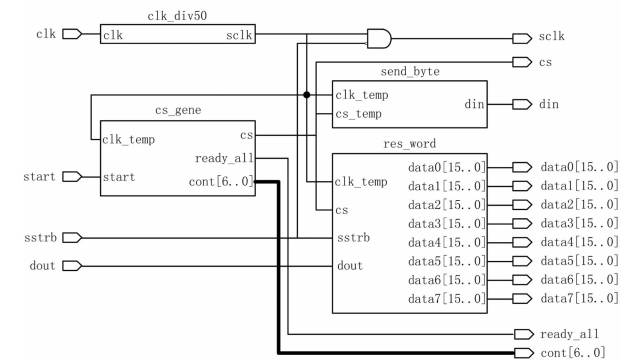 clk_div50
clk clk sclk sclk
cs
send_byte
clk_temp
cs_temp din din
cs_gene
clk_temp cs
ready_all
start start cont[6..0]
res_word
data0[15..0] data0[15..0]
clk_temp data1[15..0] data1[15..0]
data2[15..0] data2[15..0]
cs data3[15..0] data3[15..0]
sstrb sstrb data4[15..0] data4[15..0]
dout dout data5[15..0] data5[15..0]
data6[15..0] data6[15..0]
data7[15..0] data7[15..0]
ready_all
cont[6..0]